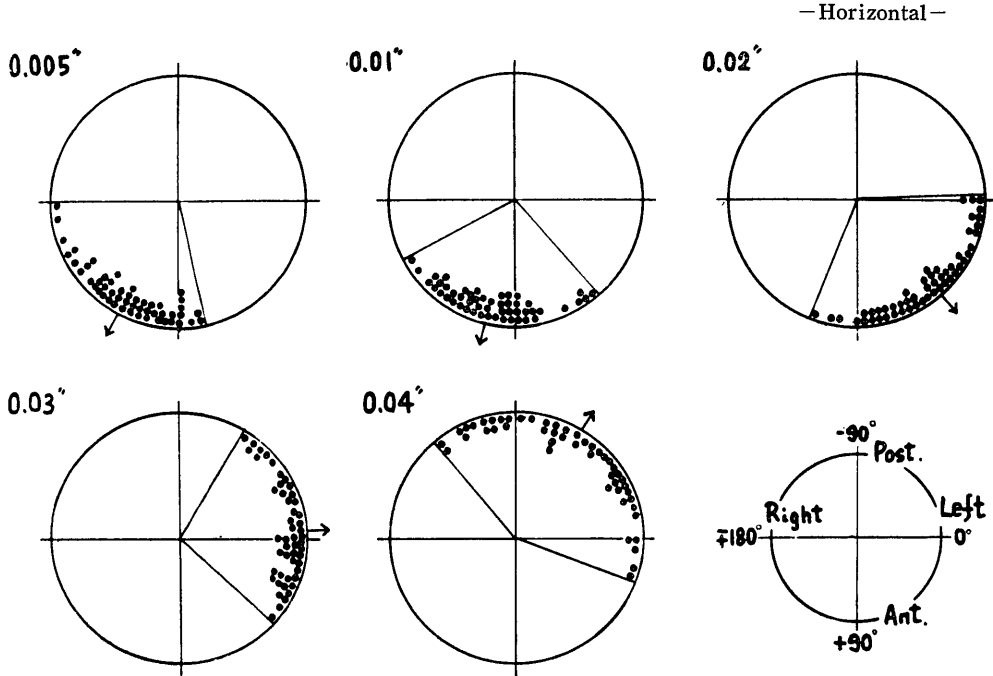 —Horizontal—
0.005"
0.01"
0.02"
0.03"
0.04"
-90°
Post.
Right
Left
∓180°
0°
Ant.
+90°